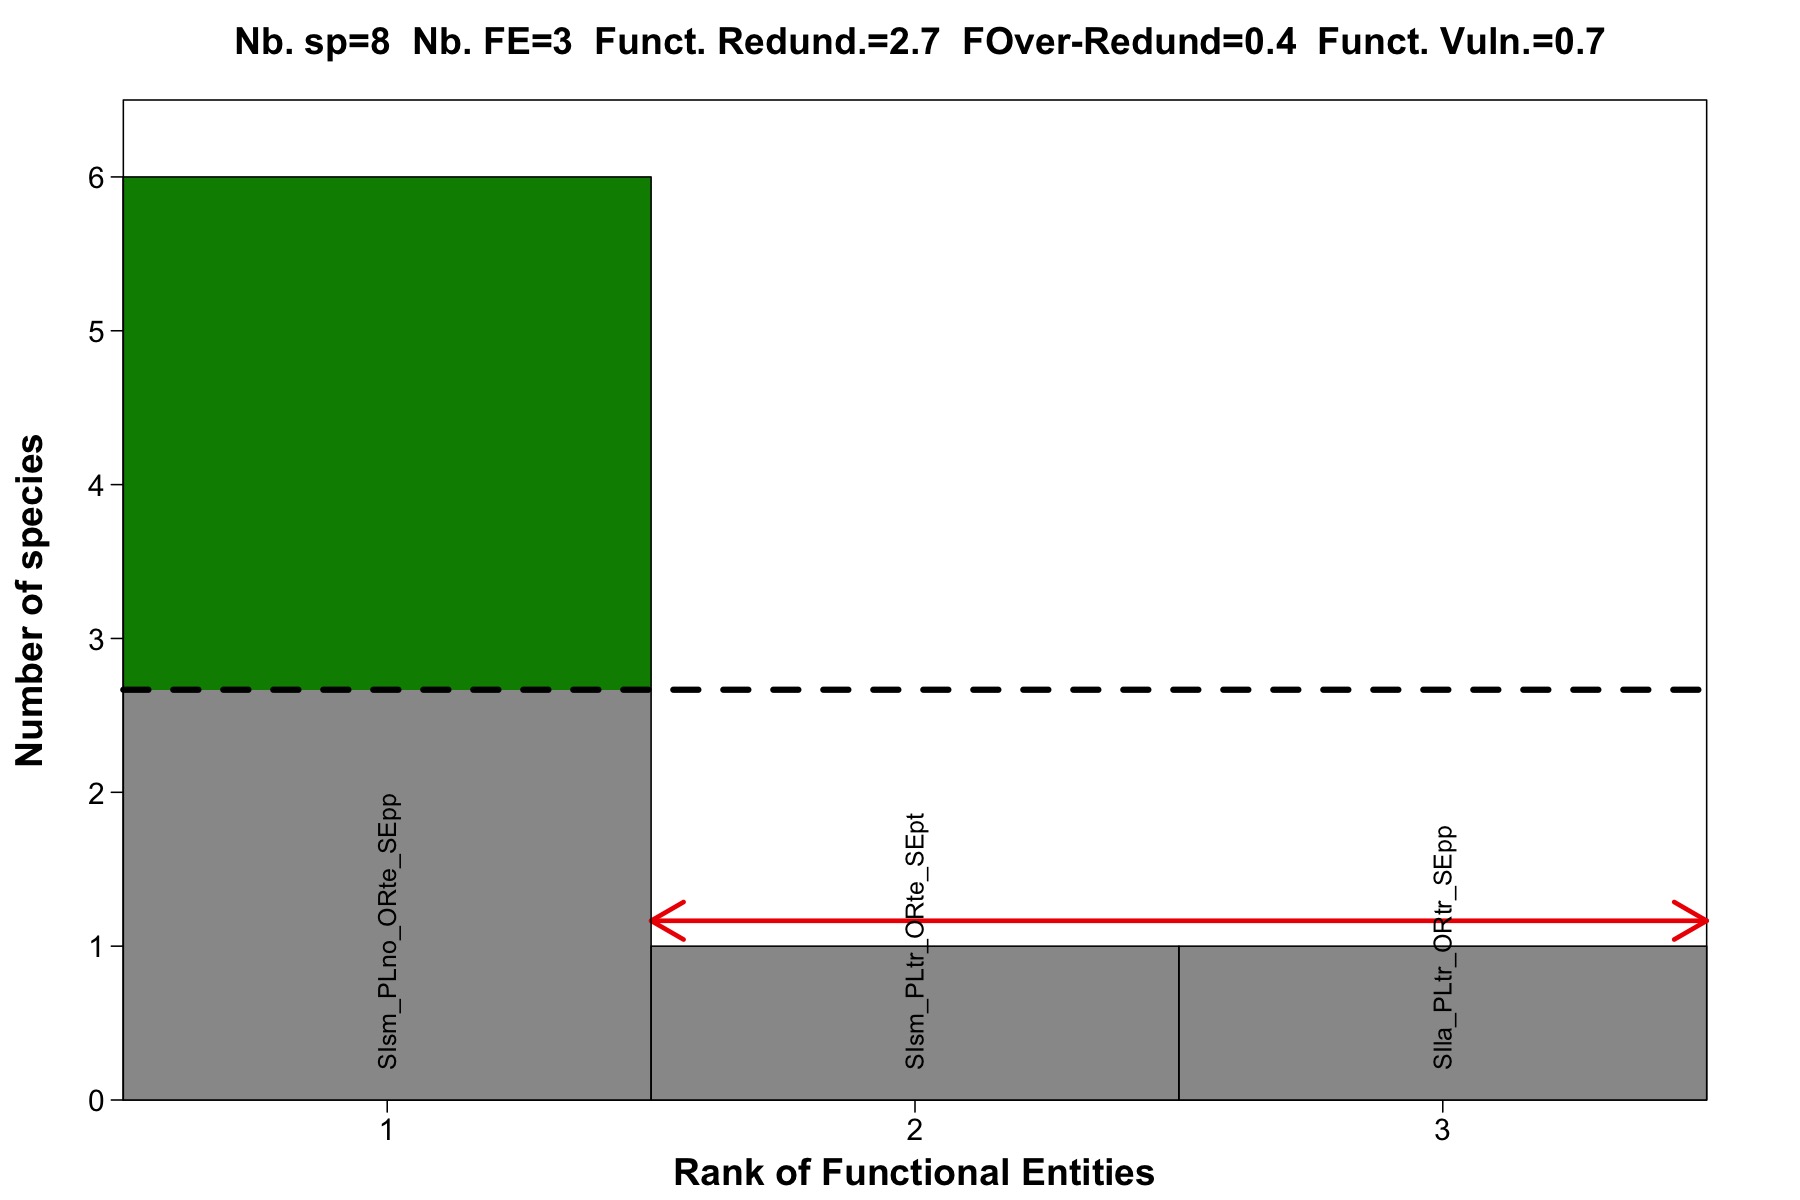 Nb. sp=8 Nb. FE=3 Funct. Redund.=2.7 FOver-Redund=0.4 Funct. Vuln.=0.7
Number of species
6
5
4
3
2
1
0
SIsm_PLno_ORte_SEpp
SIsm_PLtr_ORte_SEpt
SIla_PLtr_ORtr_SEpp
1
2
3
Rank of Functional Entities